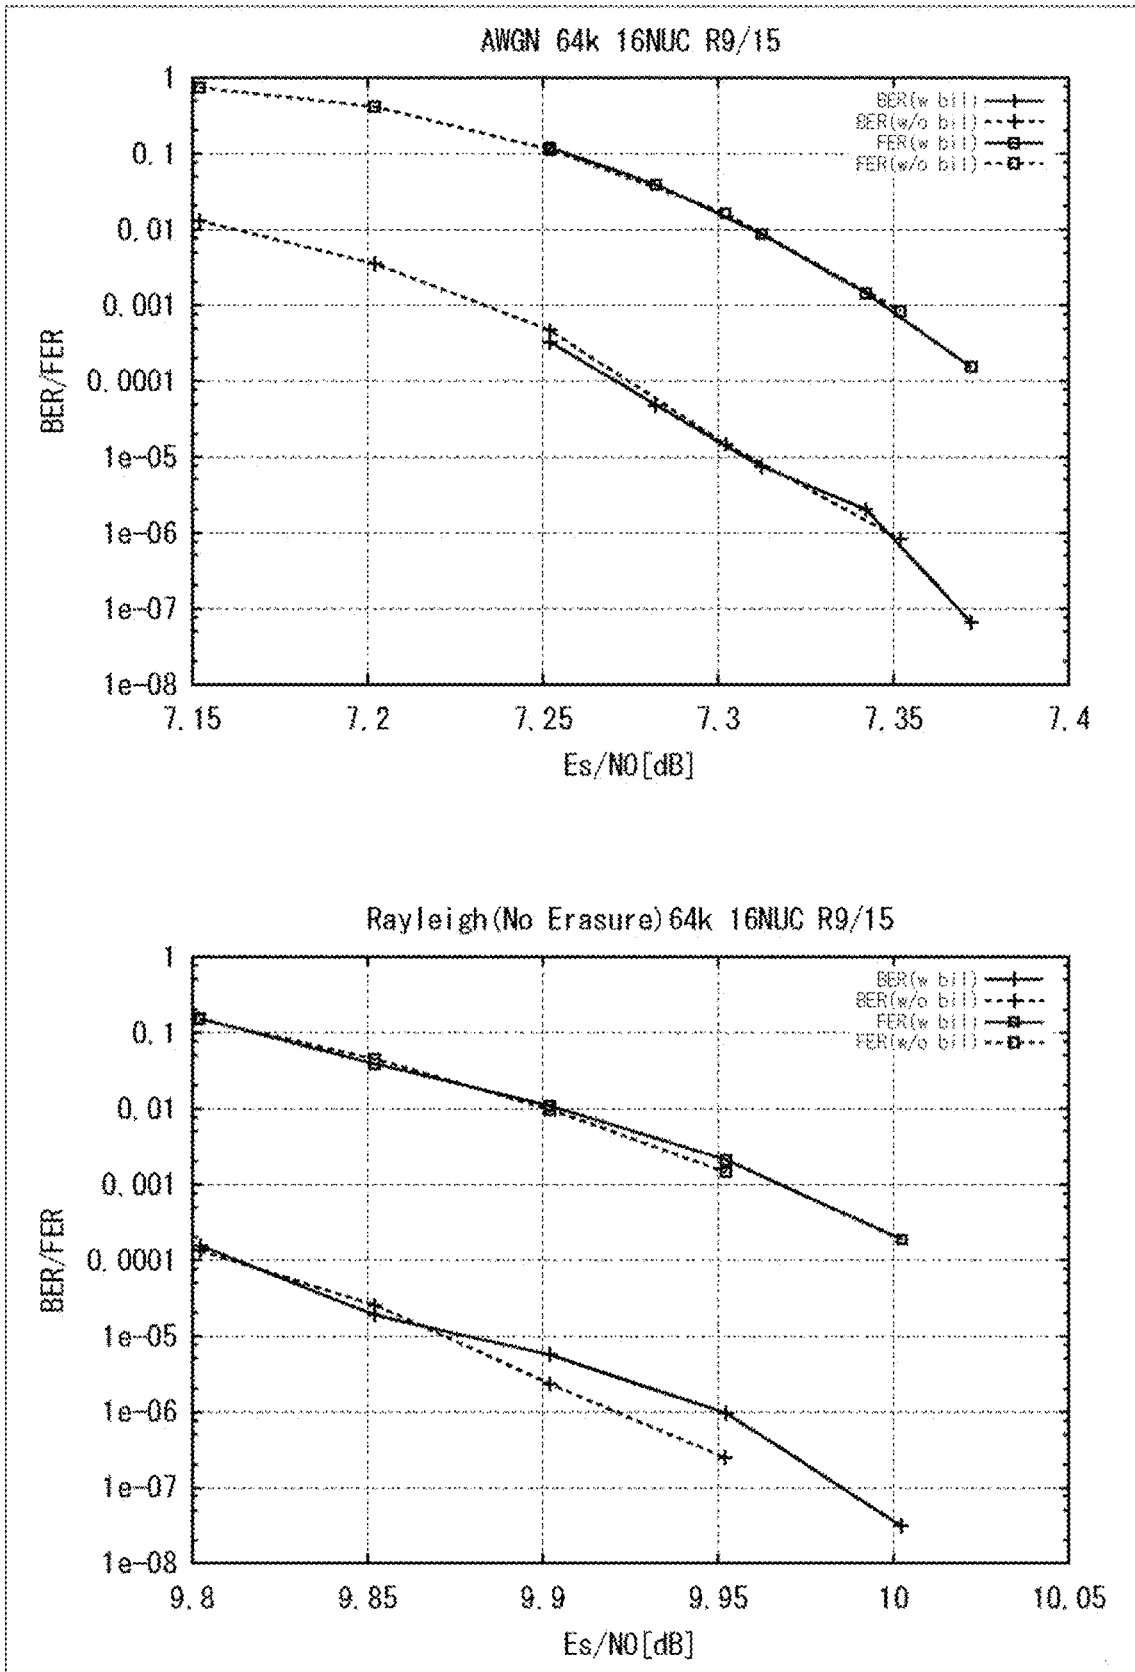 AWGN 64k 16NUC R9/15
BER(w bil)
BER(w/o bil)
FER(w bil)
FER(w/o bil)
1
0.1
0.01
0.001
0.0001
1e-05
1e-06
1e-07
1e-08
BER/FER
7.15 7.2 7.25 7.3 7.35 7.4
Es/N0[dB]
Rayleigh(No Erasure)64k 16NUC R9/15
BER(w bil)
BER(w/o bil)
FER(w bil)
FER(w/o bil)
1
0.1
0.01
0.001
0.0001
1e-05
1e-06
1e-07
1e-08
BER/FER
9.8 9.85 9.9 9.95 10 10.05
Es/N0[dB]